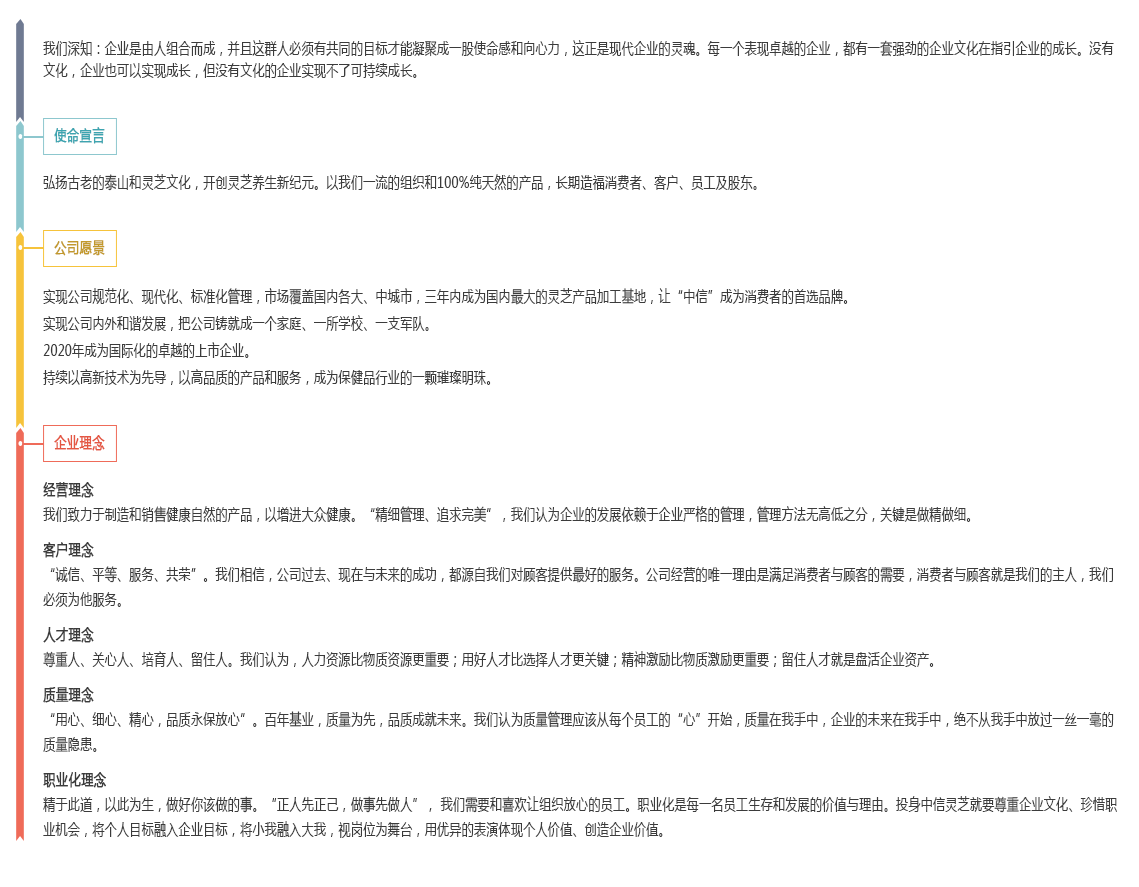 我们深知：企业是由人组合而成，并且这群人必须有共同的目标才能凝聚成一股使命感和向心力，这正是现代企业的灵魂。每一个表现卓越的企业，都有一套强劲的企业文化在指引企业的成长。没有
文化，企业也可以实现成长，但没有文化的企业实现不了可持续成长。
使命宣言
弘扬古老的泰山和灵芝文化，开创灵芝养生新纪元。以我们一流的组织和100%纯天然的产品，长期造福消费者、客户、员工及股东。
公司愿景
实现公司规范化、现代化、标准化管理，市场覆盖国内各大、中城市，三年内成为国内最大的灵芝产品加工基地，让“中信”成为消费者的首选品牌。
实现公司内外和谐发展，把公司铸就成一个家庭、一所学校、一支军队。
2020年成为国际化的卓越的上市企业。
持续以高新技术为先导，以高品质的产品和服务，成为保健品行业的一颗璀璨明珠。
企业理念
经营理念
我们致力于制造和销售健康自然的产品，以增进大众健康。“精细管理、追求完美”，我们认为企业的发展依赖于企业严格的管理，管理方法无高低之分，关键是做精做细。
客户理念
“诚信、平等、服务、共荣”。我们相信，公司过去、现在与未来的成功，都源自我们对顾客提供最好的服务。公司经营的唯一理由是满足消费者与顾客的需要，消费者与顾客就是我们的主人，我们
必须为他服务。
人才理念
尊重人、关心人、培育人、留住人。我们认为，人力资源比物质资源更重要；用好人才比选择人才更关键；精神激励比物质激励更重要；留住人才就是盘活企业资产。
质量理念
“用心、细心、精心，品质永保放心”。百年基业，质量为先，品质成就未来。我们认为质量管理应该从每个员工的“心”开始，质量在我手中，企业的未来在我手中，绝不从我手中放过一丝一毫的
质量隐患。
职业化理念
精于此道，以此为生，做好你该做的事。“正人先正己，做事先做人”，我们需要和喜欢让组织放心的员工。职业化是每一名员工生存和发展的价值与理由。投身中信灵芝就要尊重企业文化、珍惜职
业机会，将个人目标融入企业目标，将小我融入大我，视岗位为舞台，用优异的表演体现个人价值、创造企业价值。